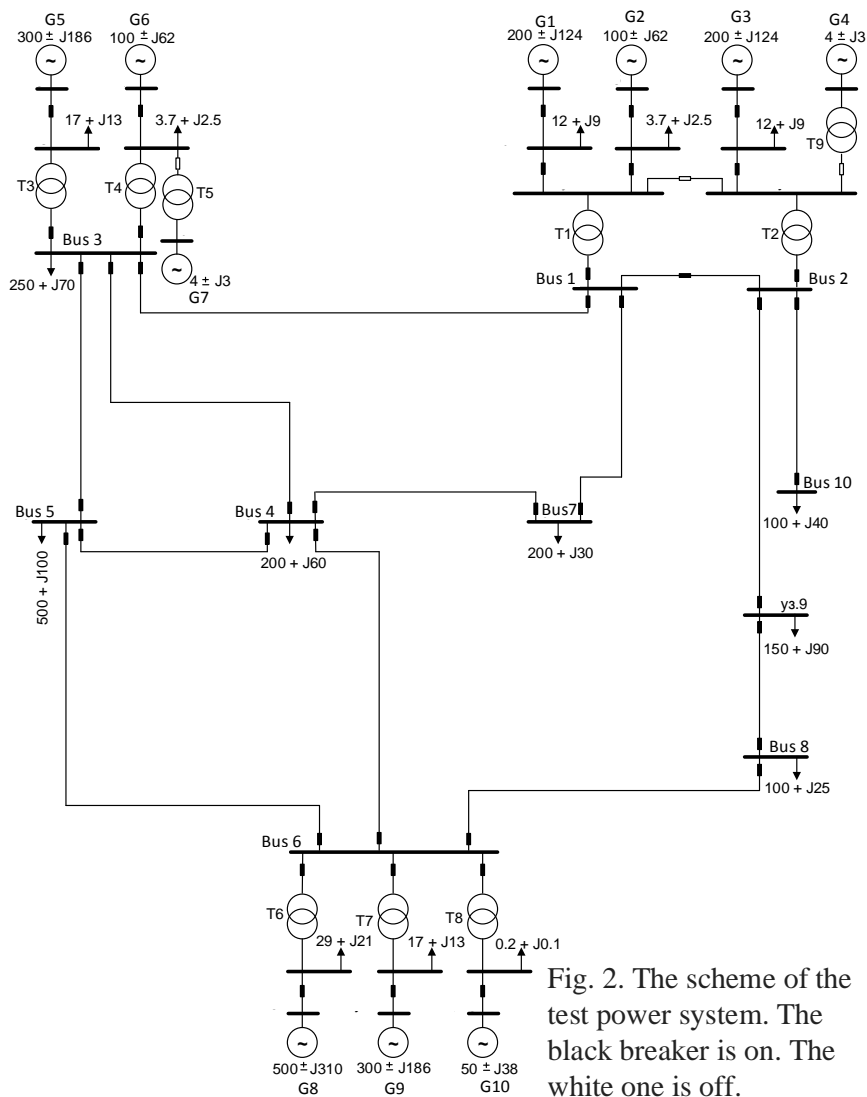 G5
300 ± J186
G6
100 ± J62
G1
200 ± J124
G2
100 ± J62
G3
200 ± J124
G4
4 ± J3
17 + J13
3.7 + J2.5
12 + J9
3.7 + J2.5
12 + J9
T9
T3
T4
T5
T1
T2
Bus 3
250 + J70
4 ± J3
G7
Bus 1
Bus 2
Bus 5
500 + J100
Bus 4
200 + J60
Bus7
200 + J30
Bus 10
100 + J40
уз.9
150 + J90
Bus 8
100 + J25
Bus 6
T6
T7
T8
29 + J21
17 + J13
0.2 + J0.1
500 ± J310
G8
300 ± J186
G9
50 ± J38
G10
Fig. 2. The scheme of the
test power system. The
black breaker is on. The
white one is off.